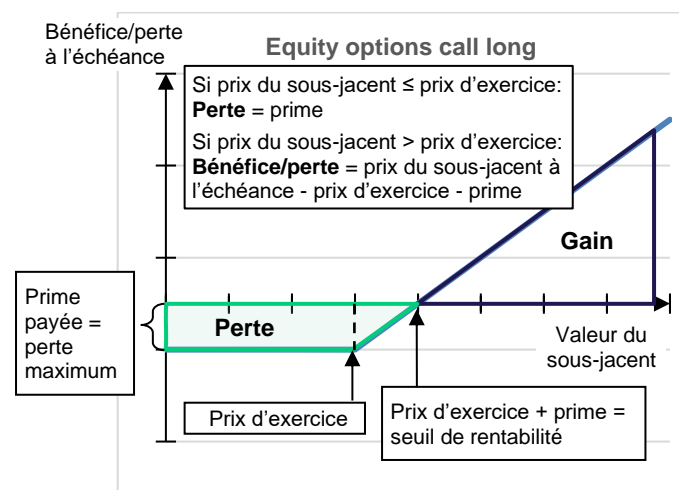 Bénéfice/perte
à l'échéance
Equity options call long
Si prix du sous-jacent ≤ prix d'exercice:
Perte = prime
Si prix du sous-jacent > prix d'exercice:
Bénéfice/perte = prix du sous-jacent à
l'échéance - prix d'exercice - prime
Gain
Prime
payée =
perte
maximum
Perte
Valeur du
sous-jacent
Prix d'exercice
Prix d'exercice + prime =
seuil de rentabilité